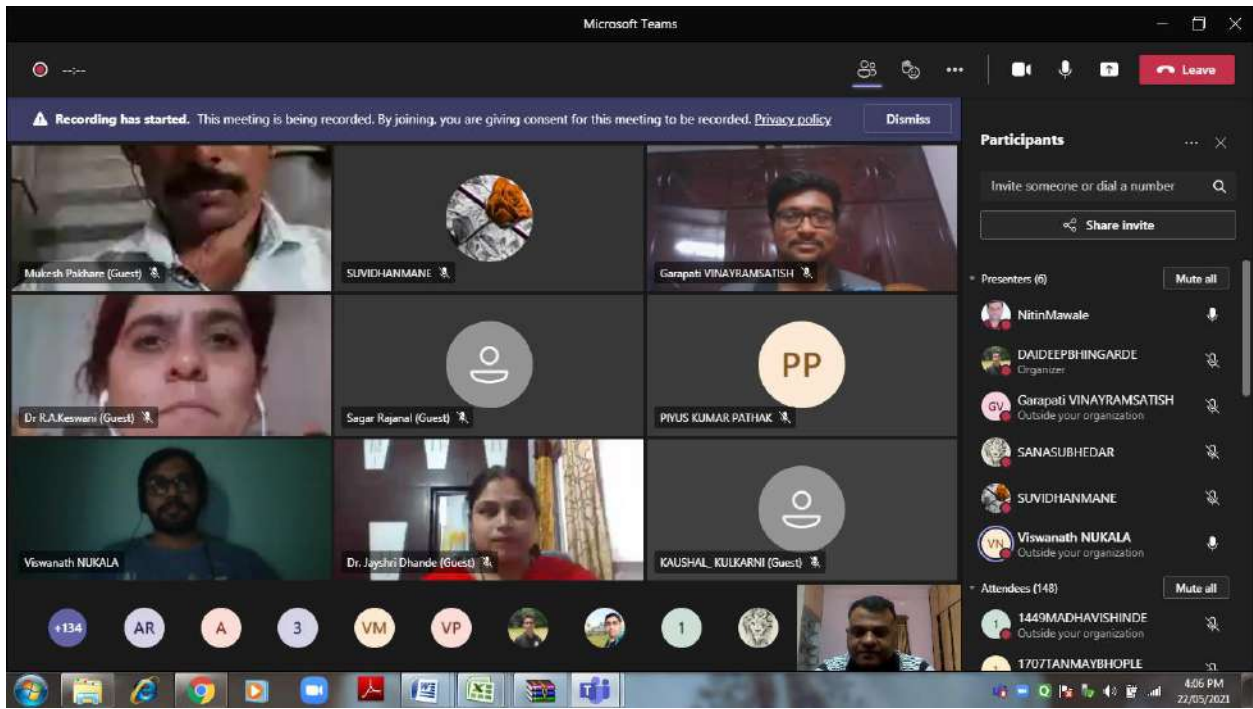 Microsoft Teams
--:--
Leave
Recording has started. This meeting is being recorded. By joining, you are giving consent for this meeting to be recorded. Privacy policy
Dismiss
Mukesh Pakhare (Guest)
SUVIDHANMANE
Garapati VINAYRAMSATISH
Dr R.A.Keswani (Guest)
Sagar Rajanal (Guest)
PP
PIYUS KUMAR PATHAK
Viswanath NUKALA
Dr. Jayshri Dhande (Guest)
KAUSHAL_ KULKARNI (Guest)
+134
AR
A
3
VM
VP
1
Participants
Invite someone or dial a number
Share invite
Presenters (6)
Mute all
NitinMawale
DAIDEEPBHINGARDE
Organizer
GV
Garapati VINAYRAMSATISH
Outside your organization
SANASUBHEDAR
SUVIDHANMANE
VN
Viswanath NUKALA
Outside your organization
Attendees (148)
Mute all
1
1449MADHAVISHINDE
Outside your organization
1
1707TANMAYBHOPLE
4:06 PM
22/05/2021